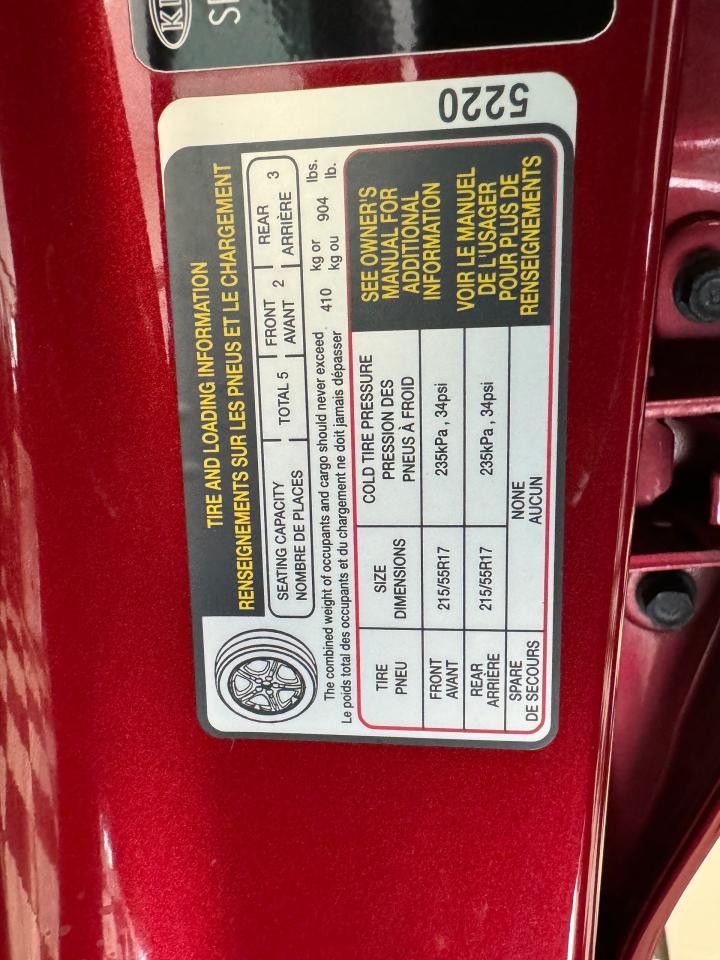 TIRE AND LOADING INFORMATION
RENSEIGNEMENTS SUR LES PNEUS ET LE CHARGEMENT
SEATING CAPACITY
NOMBRE DE PLACES
TOTAL 5
FRONT
AVANT
2
REAR
ARRIÈRE
3
The combined weight of occupants and cargo should never exceed 410 kg or 904 lbs.
Le poids total des occupants et du chargement ne doit jamais dépasser kg ou lb.
TIRE
PNEU
SIZE
DIMENSIONS
COLD TIRE PRESSURE
PRESSION DES
PNEUS À FROID
FRONT
AVANT
215/55R17
235kPa , 34psi
REAR
ARRIÈRE
215/55R17
235kPa , 34psi
SPARE
DE SECOURS
NONE
AUCUN
SEE OWNER'S
MANUAL FOR
ADDITIONAL
INFORMATION
VOIR LE MANUEL
DE L'USAGER
POUR PLUS DE
RENSEIGNEMENTS
5220